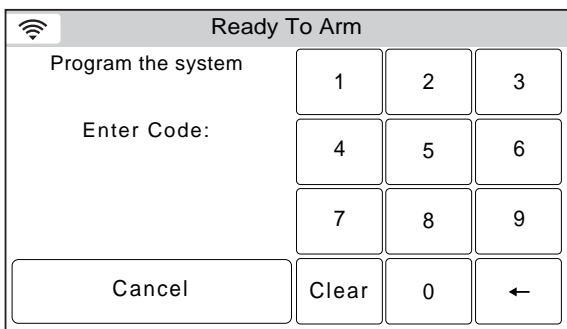 Ready To Arm
Program the system
Enter Code:
1 2 3
4 5 6
7 8 9
Cancel Clear 0 ←